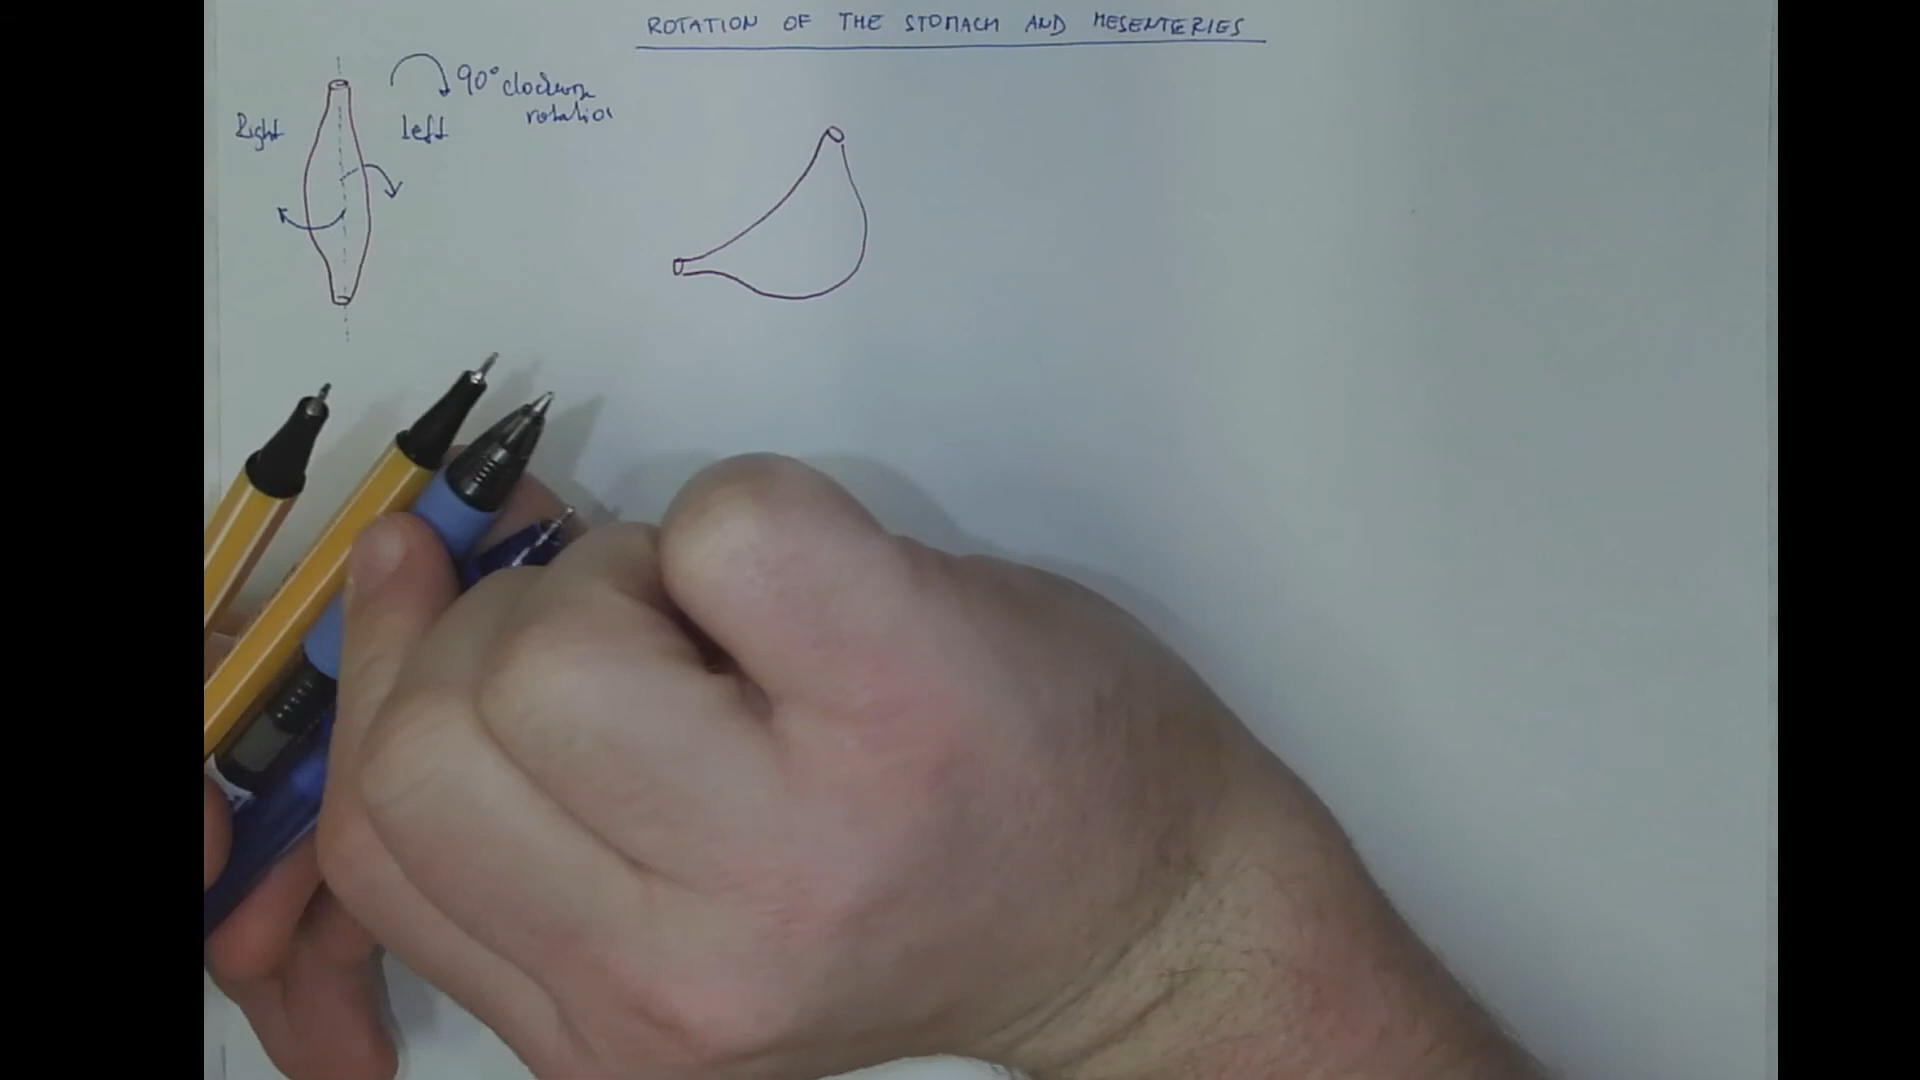 ROTATION OF THE STOMACH AND MESENTERIES
90° clockwise
rotation
Right
Left